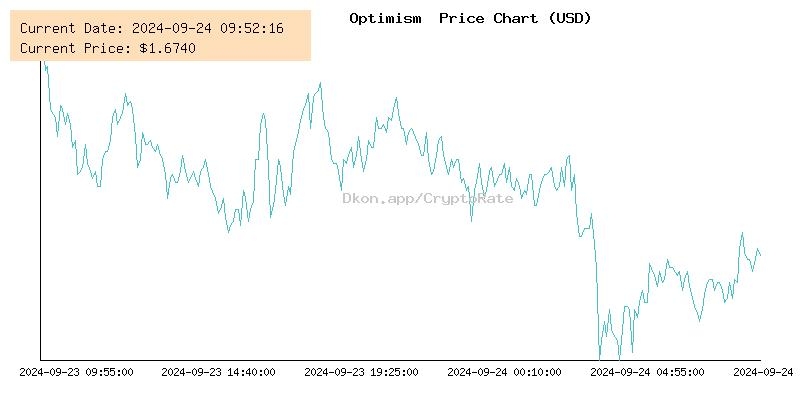 Optimism Price Chart (USD)
Current Date: 2024-09-24 09:52:16
Current Price: $1.6740
Dkon.app/CryptoRate
2024-09-23 09:55:00 2024-09-23 14:40:00 2024-09-23 19:25:00 2024-09-24 00:10:00 2024-09-24 04:55:00 2024-09-24